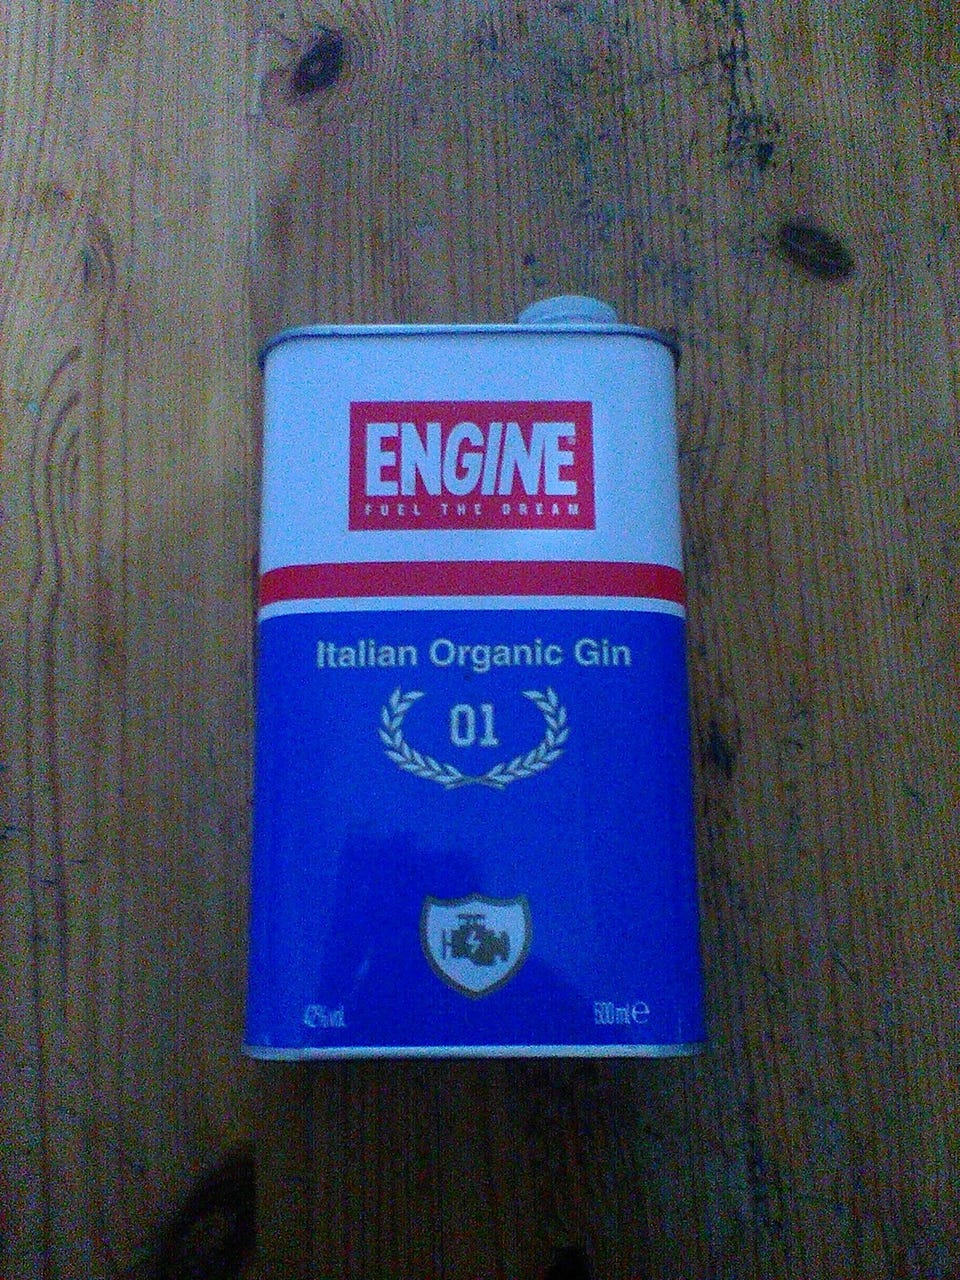 ENGINE
FUEL THE DREAM
Italian Organic Gin
01
42% vol.
500 ml e